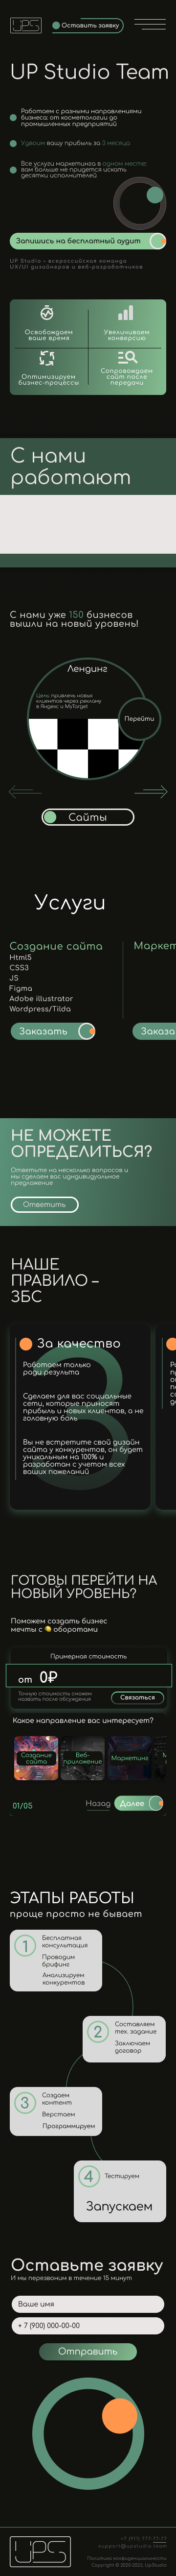 UPS
Оставить заявку
UP Studio Team
Работаем с разными направлениями
бизнеса: от косметологии до
промышленных предприятий
Удвоим вашу прибыль за 3 месяца
Все услуги маркетинга в одном месте:
вам больше не придется искать
десятки исполнителей
Запишись на бесплатный аудит
UP Studio – всероссийская команда
UX/UI дизайнеров и веб-разработчиков
Освобождаем
ваше время
Увеличиваем
конверсию
Оптимизируем
бизнес-процессы
Сопровождаем
сайт после
передачи
С нами
работают
С нами уже 150 бизнесов
вышли на новый уровень!
Лендинг
Цель: привлечь новых
клиентов через рекламу
в Яндекс и MyTarget
Перейти
Сайты
Услуги
Создание сайта
Html5
CSS3
JS
Figma
Adobe illustrator
Wordpress/Tilda
Заказать
Маркет
Заказа
НЕ МОЖЕТЕ
ОПРЕДЕЛИТЬСЯ?
Ответьте на несколько вопросов и
мы сделаем вас индивидуальное
предложение
Ответить
НАШЕ
ПРАВИЛО –
3БС
3
За качество
Работаем только
ради результа
Сделаем для вас социальные
сети, которые приносят
прибыль и новых клиентов, а не
головную боль
Вы не встретите свой дизайн
сайта у конкурентов, он будет
уникальным на 100% и
разработан с учетом всех
ваших пожеланий
ГОТОВЫ ПЕРЕЙТИ НА
НОВЫЙ УРОВЕНЬ?
Поможем создать бизнес
мечты с оборотами
Примерная стоимость
от 0₽
Точную стоимость сможем
назвать после обсуждения
Связаться
Какое направление вас интересует?
Создание
сайта
Веб-
приложение
Маркетинг
01/05
Назад
Далее
ЭТАПЫ РАБОТЫ
проще просто не бывает
1
Бесплатная
консультация
Проводим
брифинг
Анализируем
конкурентов
2
Составляем
тех. задание
Заключаем
договор
3
Создаем
контент
Верстаем
Программируем
4
Тестируем
Запускаем
Оставьте заявку
И мы перезвоним в течение 15 минут
Ваше имя
+ 7 (900) 000-00-00
Отправить
UPS
+7 (911) 777-77-77
support@upstudio.com
Политика конфиденциальности
Copyright © 2020-2022, UpStudio